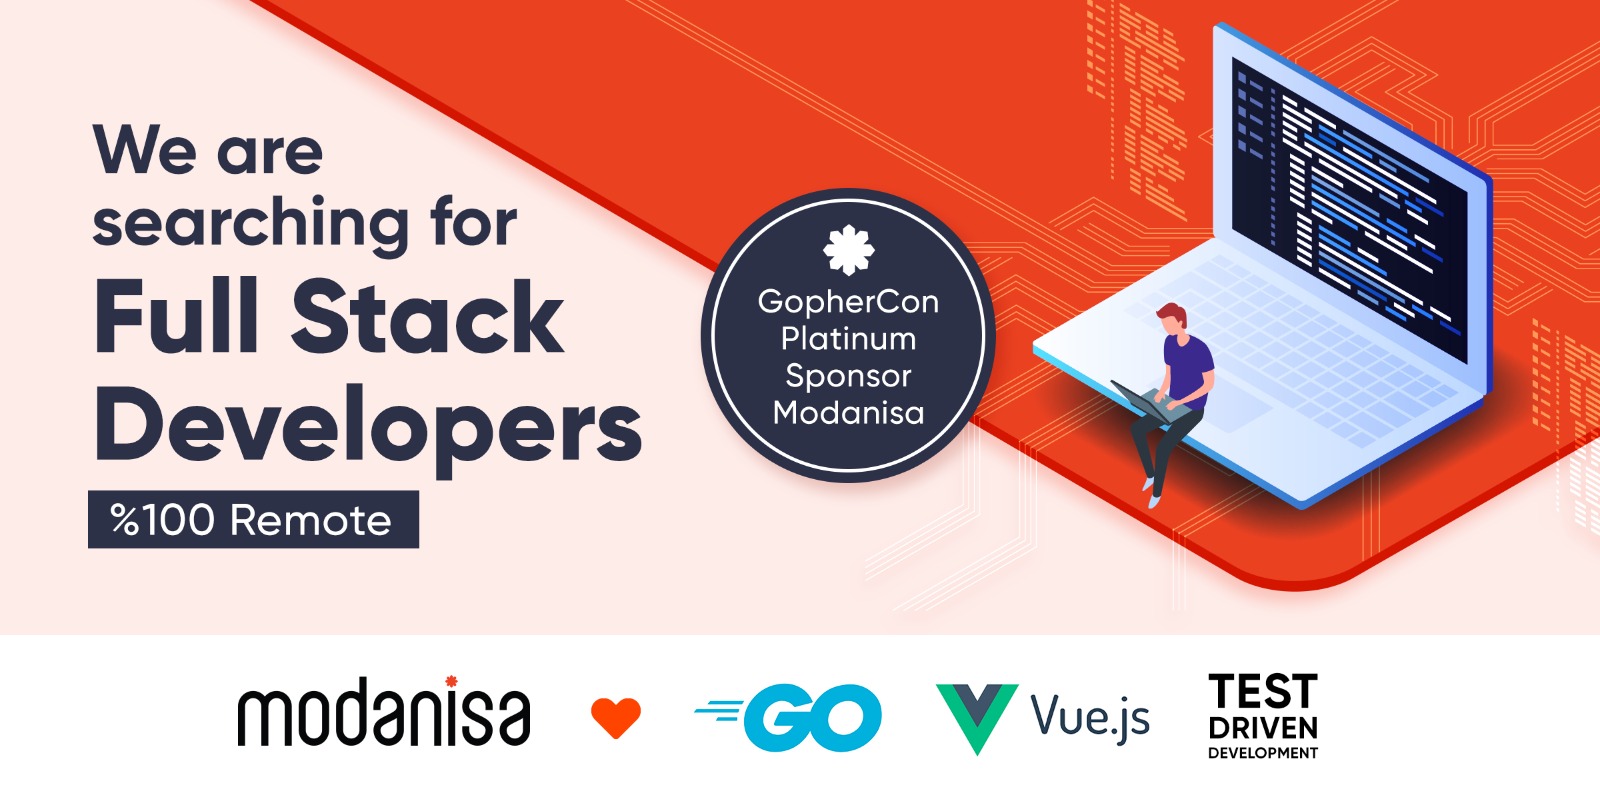 We are
searching for
Full Stack
Developers
%100 Remote
GopherCon
Platinum
Sponsor
Modanisa
modanisa
GO
Vue.js
TEST
DRIVEN
DEVELOPMENT